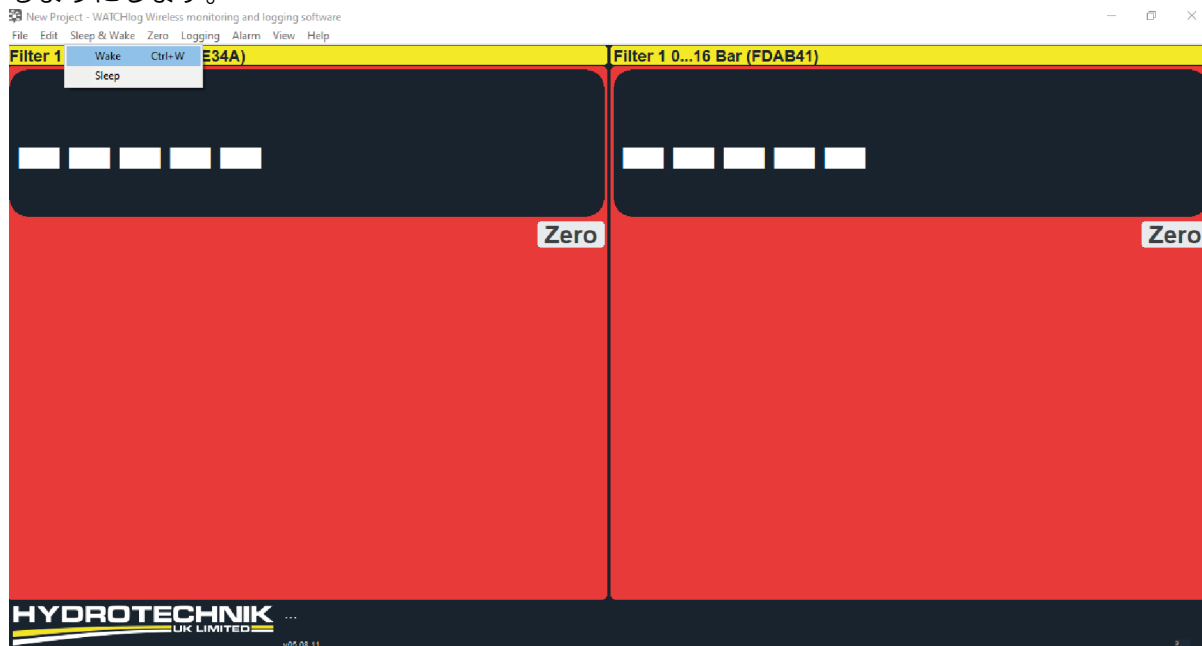 New Project - WATCHlog Wireless monitoring and logging software
File Edit Sleep & Wake Zero Logging Alarm View Help
Filter 1 E34A)
Wake Ctrl+W
Sleep
Filter 1 0...16 Bar (FDAB41)
Zero
Zero
HYDROTECHNIK
UK LIMITED
...